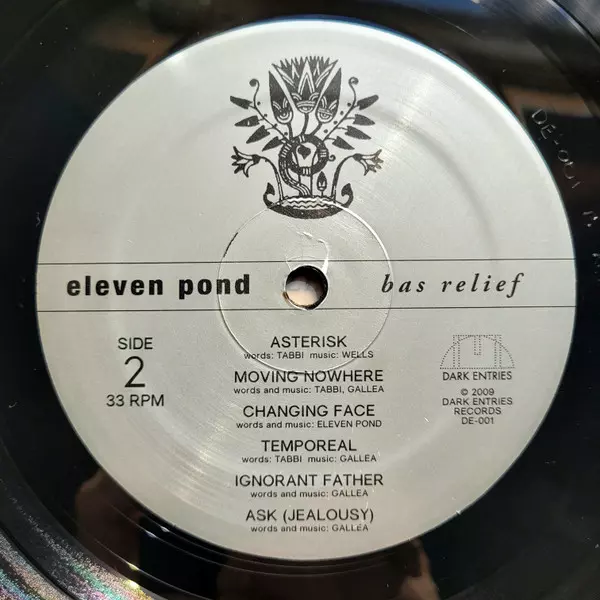 eleven pond
bas relief
SIDE
2
33 RPM
ASTERISK
words: TABBI music: WELLS
MOVING NOWHERE
words and music: TABBI, GALLEA
CHANGING FACE
words and music: ELEVEN POND
TEMPOREAL
words: TABBI music: GALLEA
IGNORANT FATHER
words and music: GALLEA
ASK (JEALOUSY)
words and music: GALLEA
DARK ENTRIES
© 2009
DARK ENTRIES
RECORDS
DE-001
DE-001